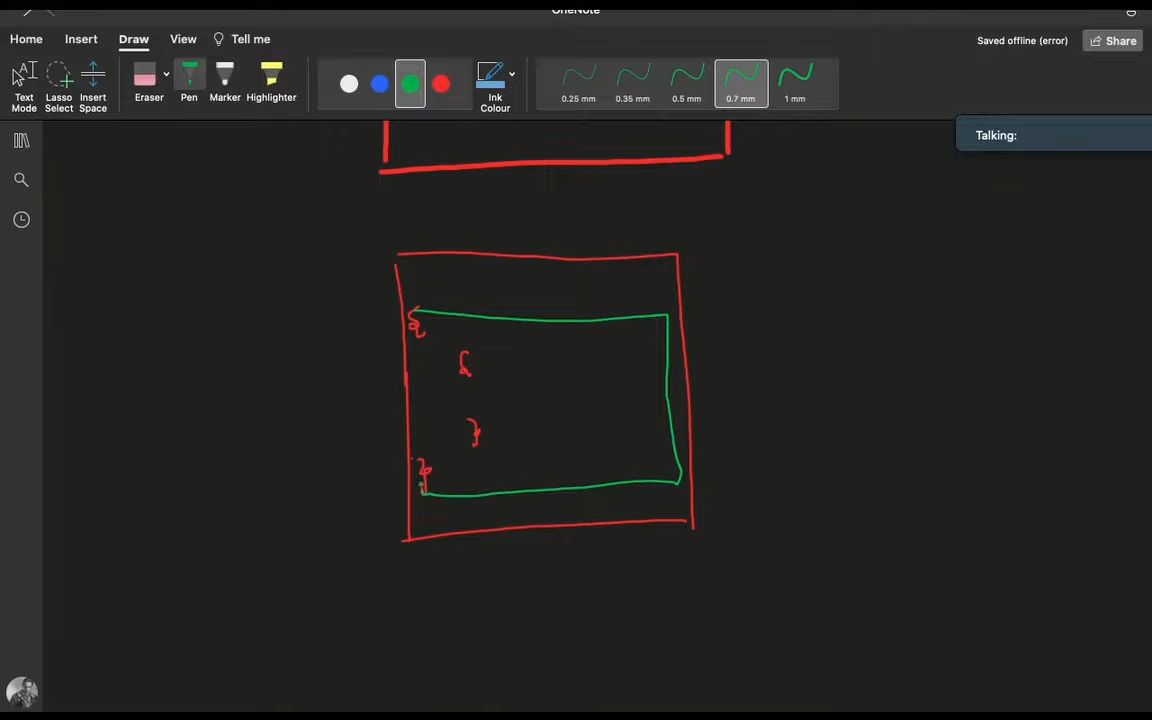 OneNote
Home Insert Draw View Tell me
Saved offline (error) Share
Text Mode
Lasso Select
Insert Space
Eraser
Pen
Marker
Highlighter
Ink Colour
0.25 mm
0.35 mm
0.5 mm
0.7 mm
1 mm
Talking: